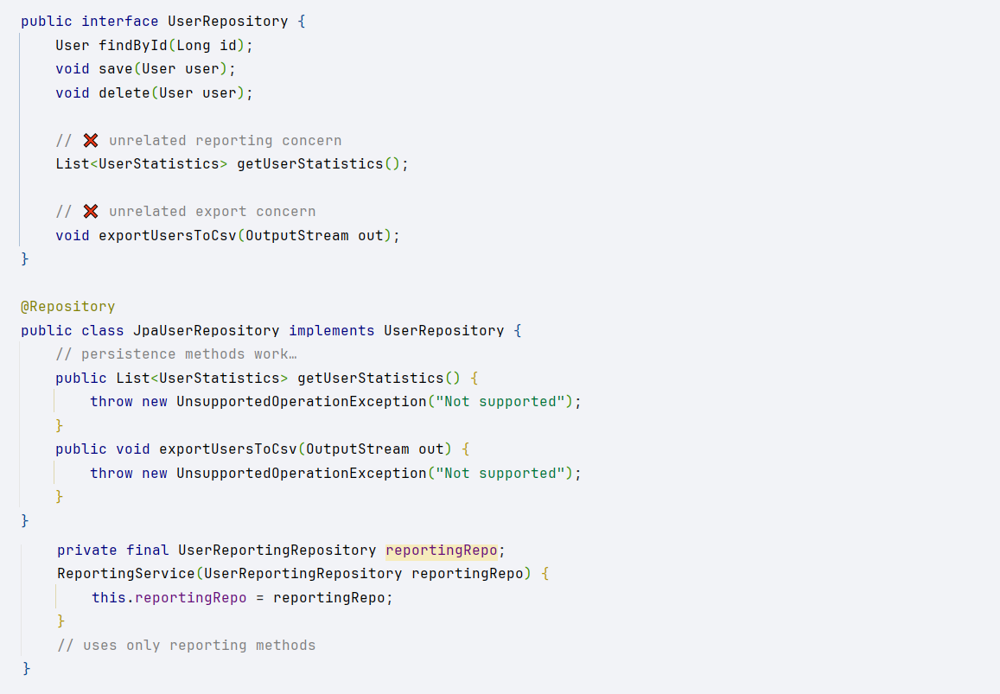 public interface UserRepository {
    User findById(Long id);
    void save(User user);
    void delete(User user);
    // ❌ unrelated reporting concern
    List<UserStatistics> getUserStatistics();
    // ❌ unrelated export concern
    void exportUsersToCsv(OutputStream out);
}
@Repository
public class JpaUserRepository implements UserRepository {
    // persistence methods work…
    public List<UserStatistics> getUserStatistics() {
        throw new UnsupportedOperationException("Not supported");
    }
    public void exportUsersToCsv(OutputStream out) {
        throw new UnsupportedOperationException("Not supported");
    }
}
    private final UserReportingRepository reportingRepo;
    ReportingService(UserReportingRepository reportingRepo) {
        this.reportingRepo = reportingRepo;
    }
    // uses only reporting methods
}